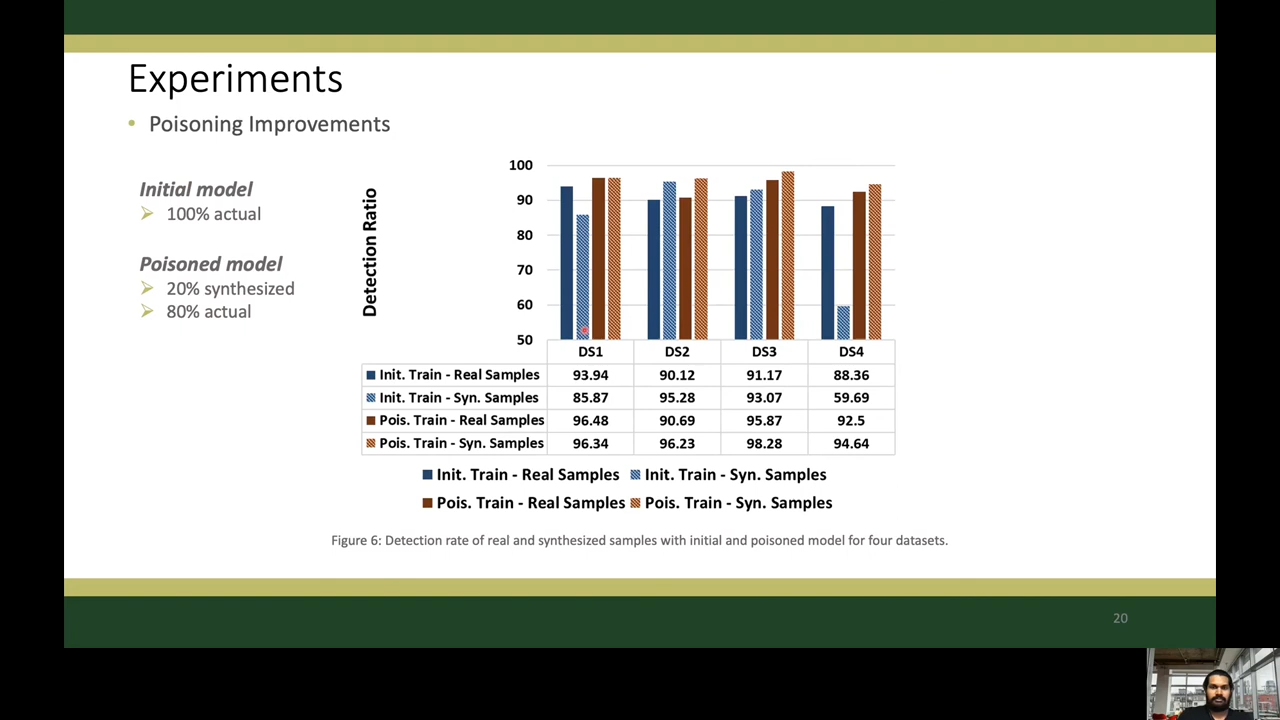 Experiments
• Poisoning Improvements
Initial model
100% actual
Poisoned model
20% synthesized
80% actual
Detection Ratio
100
90
80
70
60
50
DS1 DS2 DS3 DS4
Init. Train - Real Samples 93.94 90.12 91.17 88.36
Init. Train - Syn. Samples 85.87 95.28 93.07 59.69
Pois. Train - Real Samples 96.48 90.69 95.87 92.5
Pois. Train - Syn. Samples 96.34 96.23 98.28 94.64
Init. Train - Real Samples Init. Train - Syn. Samples
Pois. Train - Real Samples Pois. Train - Syn. Samples
Figure 6: Detection rate of real and synthesized samples with initial and poisoned model for four datasets.
20